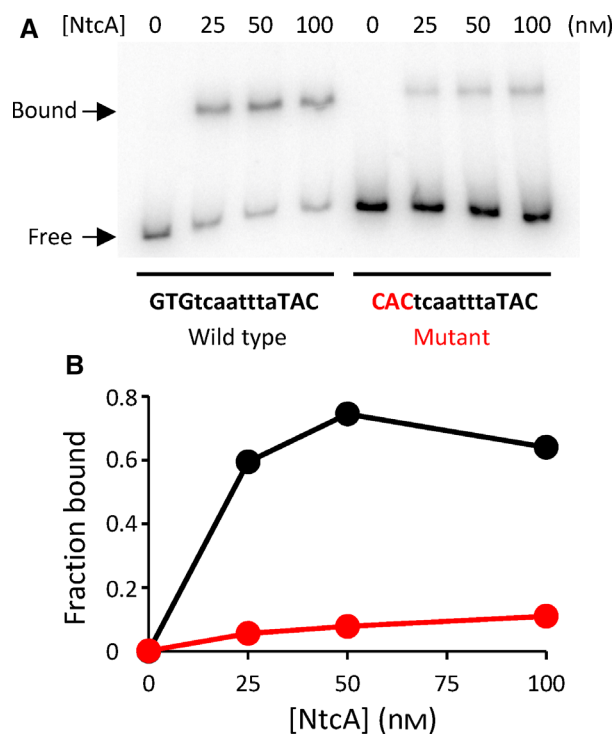 A
[NtcA] 0 25 50 100 0 25 50 100 (nM)
Bound
Free
GTGtcaatttaTAC CACtcaatttaTAC
Wild type Mutant
B
Fraction bound
0.8
0.6
0.4
0.2
0
0 25 50 75 100
[NtcA] (nM)